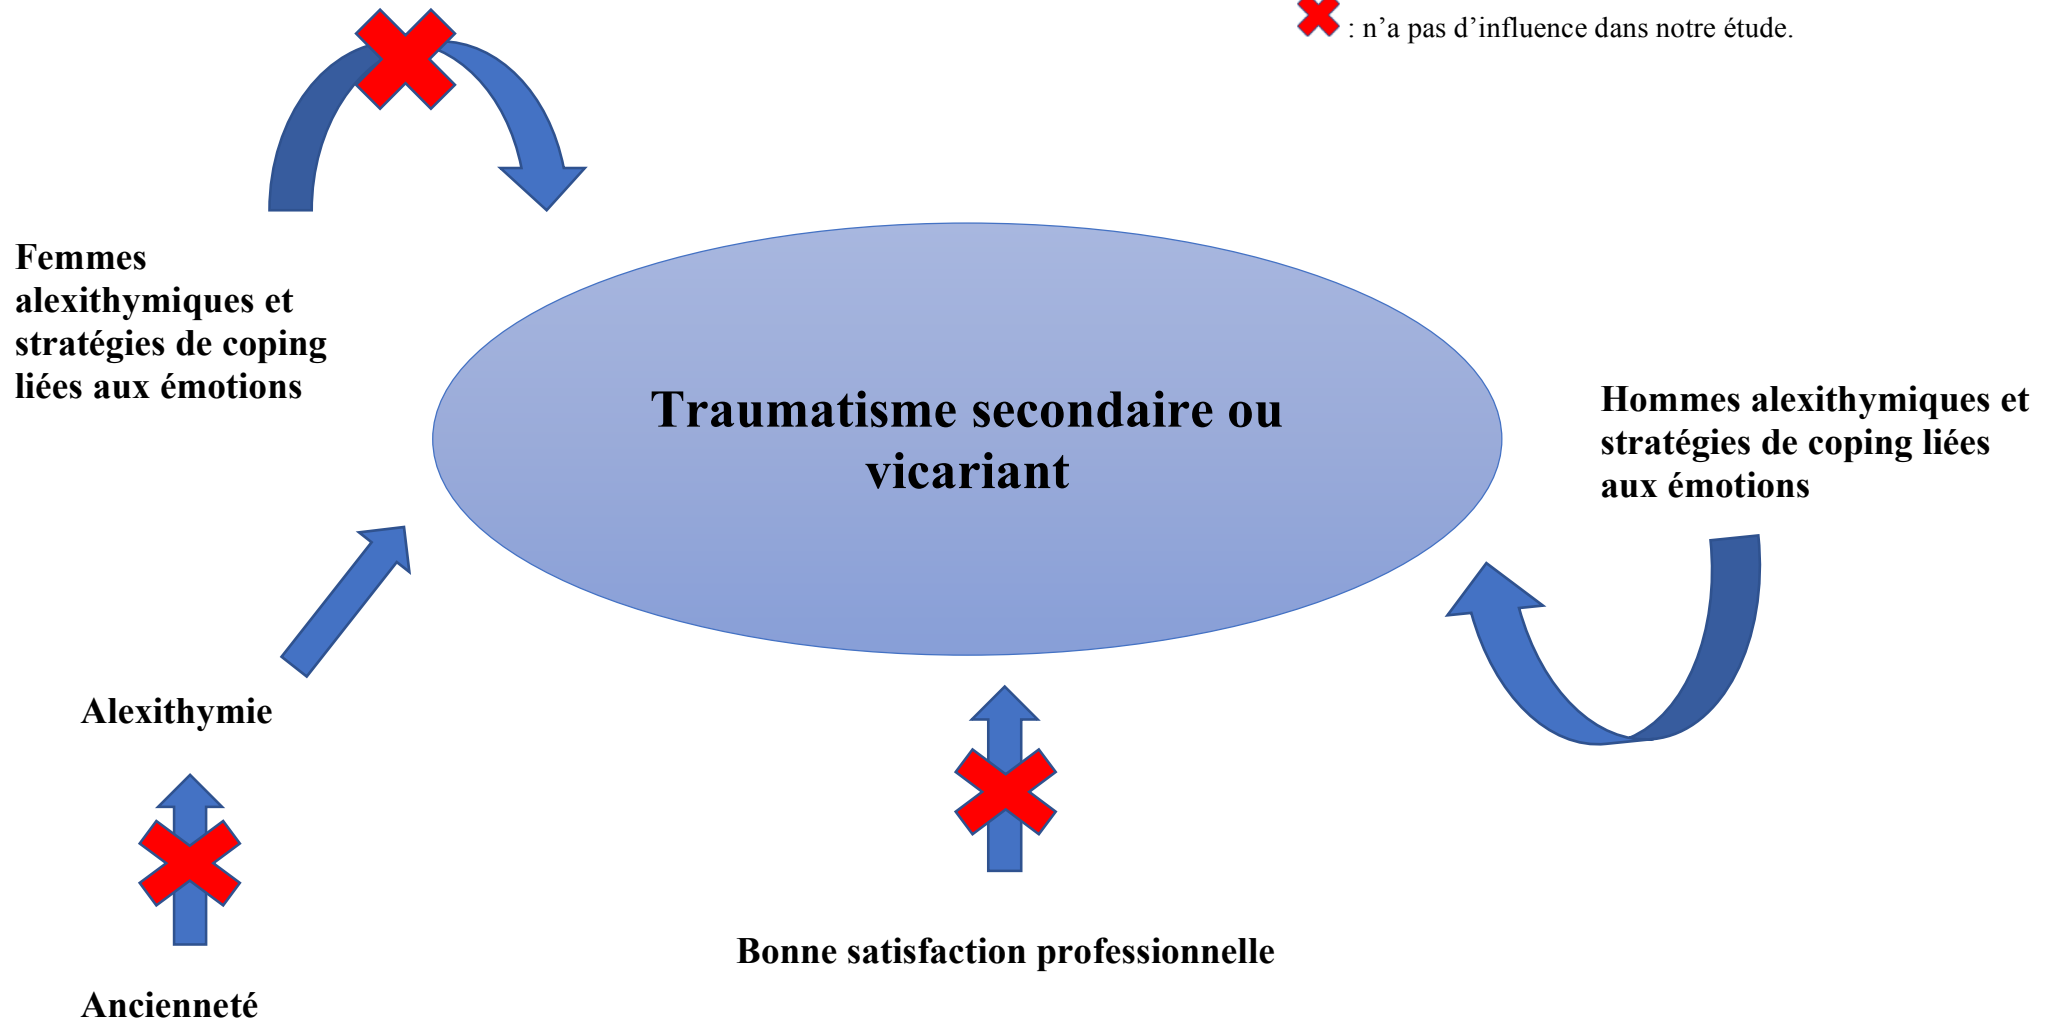 : n’a pas d’influence dans notre étude.
Femmes
alexithymiques et
stratégies de coping
liées aux émotions
Traumatisme secondaire ou
vicariant
Hommes alexithymiques et
stratégies de coping liées
aux émotions
Alexithymie
Bonne satisfaction professionnelle
Ancienneté